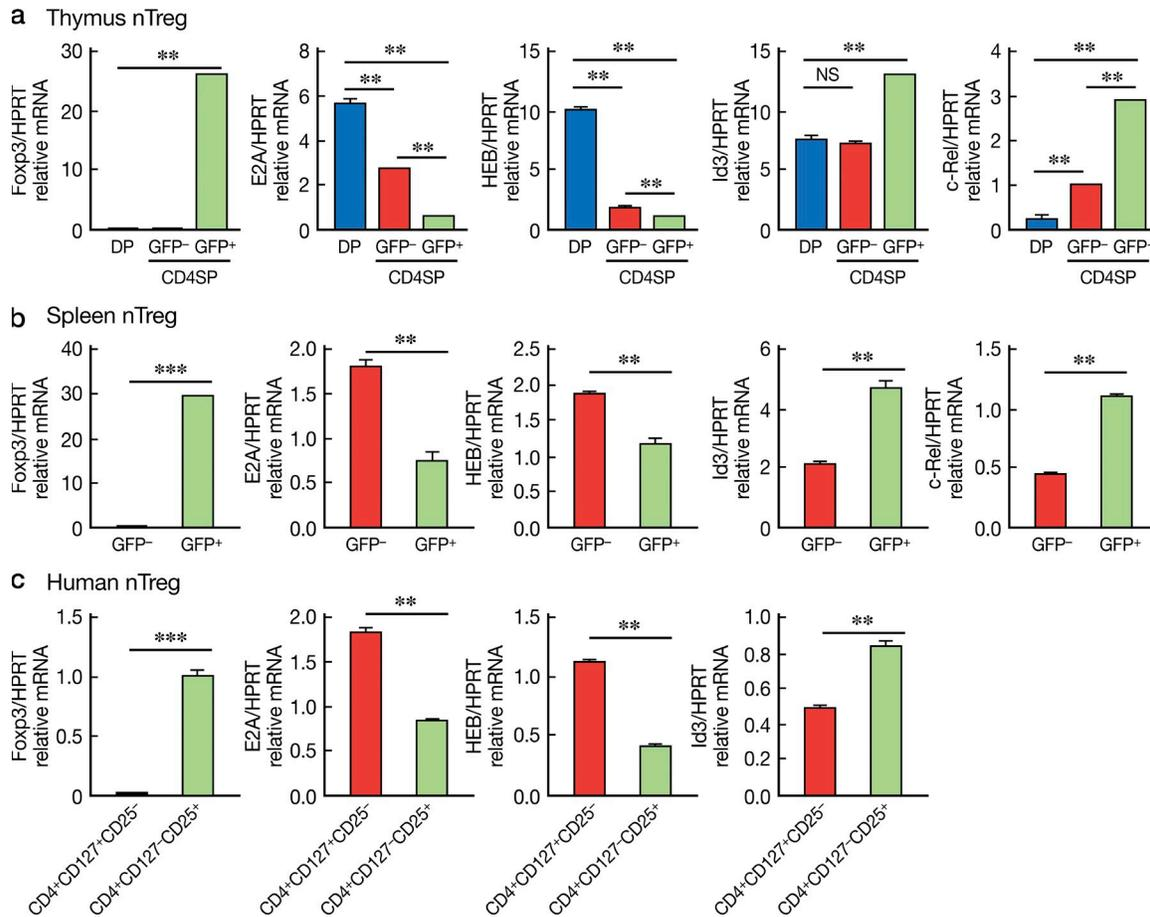 a Thymus nTreg
Foxp3/HPRT
relative mRNA
30
20
10
0
**
DP GFP⁻ GFP⁺
CD4SP
E2A/HPRT
relative mRNA
8
6
4
2
0
**
**
**
DP GFP⁻ GFP⁺
CD4SP
HEB/HPRT
relative mRNA
15
10
5
0
**
**
**
DP GFP⁻ GFP⁺
CD4SP
Id3/HPRT
relative mRNA
15
10
5
0
**
NS
DP GFP⁻ GFP⁺
CD4SP
c-Rel/HPRT
relative mRNA
4
3
2
1
0
**
**
**
DP GFP⁻ GFP
CD4SP
b Spleen nTreg
Foxp3/HPRT
relative mRNA
40
30
20
10
0
***
GFP⁻ GFP⁺
E2A/HPRT
relative mRNA
2.0
1.5
1.0
0.5
0.0
**
GFP⁻ GFP⁺
HEB/HPRT
relative mRNA
2.5
2.0
1.5
1.0
0.5
0.0
**
GFP⁻ GFP⁺
Id3/HPRT
relative mRNA
6
4
2
0
**
GFP⁻ GFP⁺
c-Rel/HPRT
relative mRNA
1.5
1.0
0.5
0.0
**
GFP⁻ GFP⁺
c Human nTreg
Foxp3/HPRT
relative mRNA
1.5
1.0
0.5
0
***
CD4⁺CD127⁺CD25⁻
CD4⁺CD127⁻CD25⁺
E2A/HPRT
relative mRNA
2.0
1.5
1.0
0.5
0.0
**
CD4⁺CD127⁺CD25⁻
CD4⁺CD127⁻CD25⁺
HEB/HPRT
relative mRNA
1.5
1.0
0.5
0.0
**
CD4⁺CD127⁺CD25⁻
CD4⁺CD127⁻CD25⁺
Id3/HPRT
relative mRNA
1.0
0.8
0.6
0.4
0.2
0.0
**
CD4⁺CD127⁺CD25⁻
CD4⁺CD127⁻CD25⁺